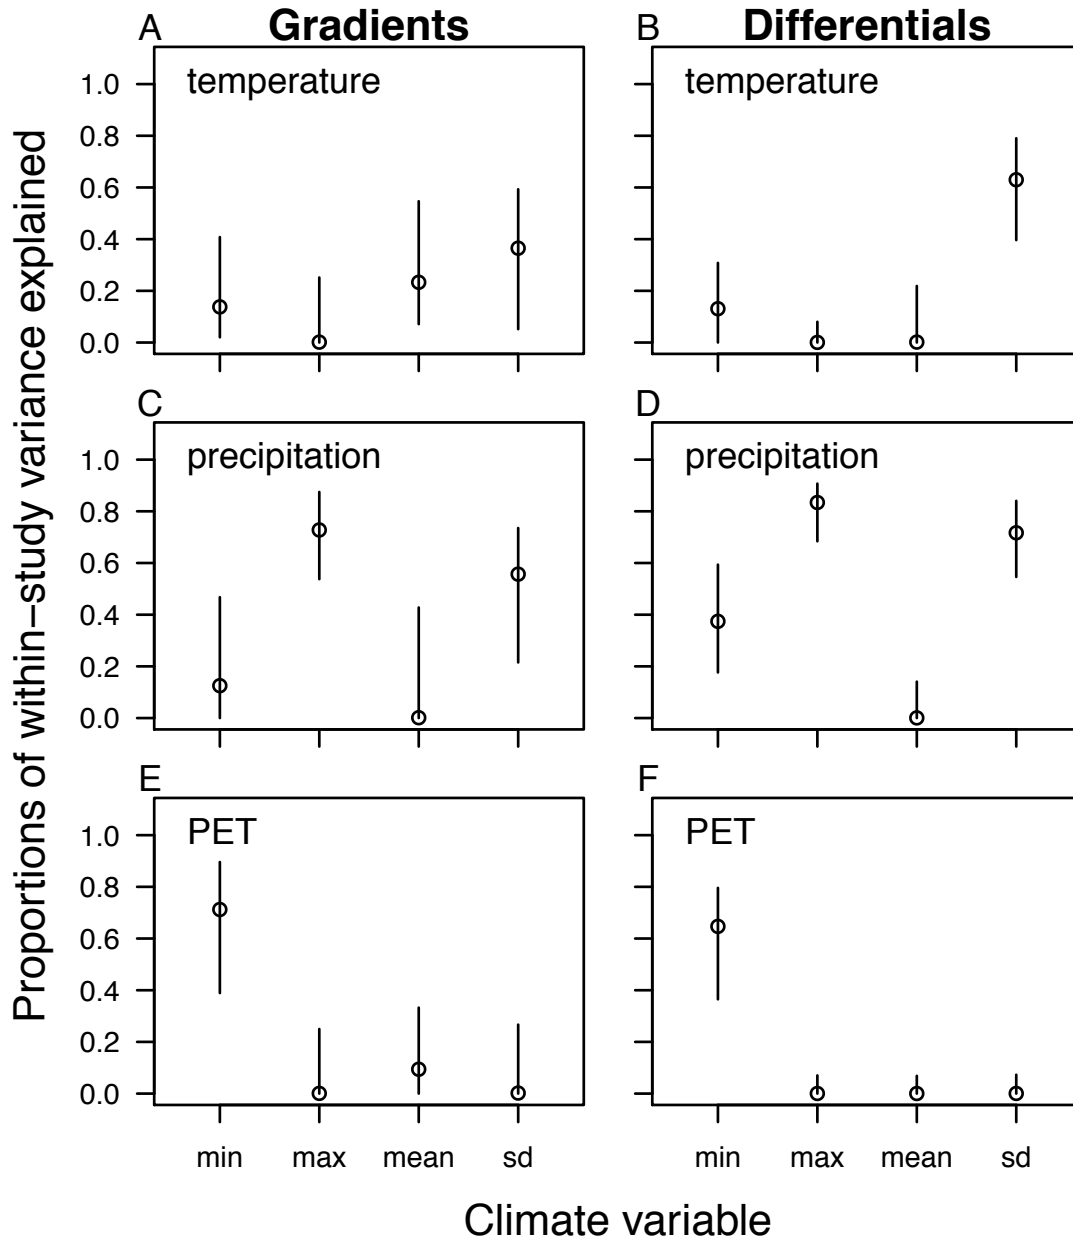 A Gradients B Differentials
temperature temperature
1.0
0.8
0.6
0.4
0.2
0.0
C D
precipitation precipitation
1.0
0.8
0.6
0.4
0.2
0.0
E F
PET PET
1.0
0.8
0.6
0.4
0.2
0.0
min max mean sd min max mean sd
Proportions of within−study variance explained
Climate variable